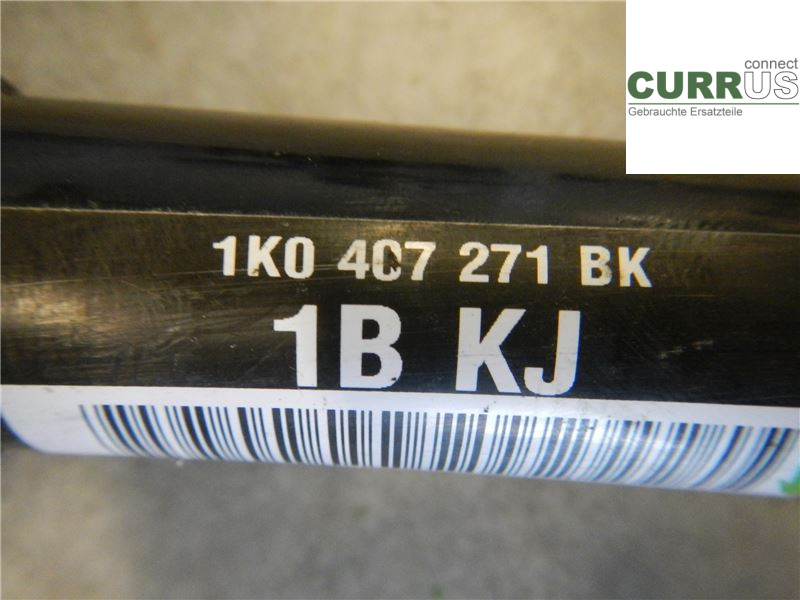 connect
CURRUS
Gebrauchte Ersatzteile
1K0 407 271 BK
1B KJ